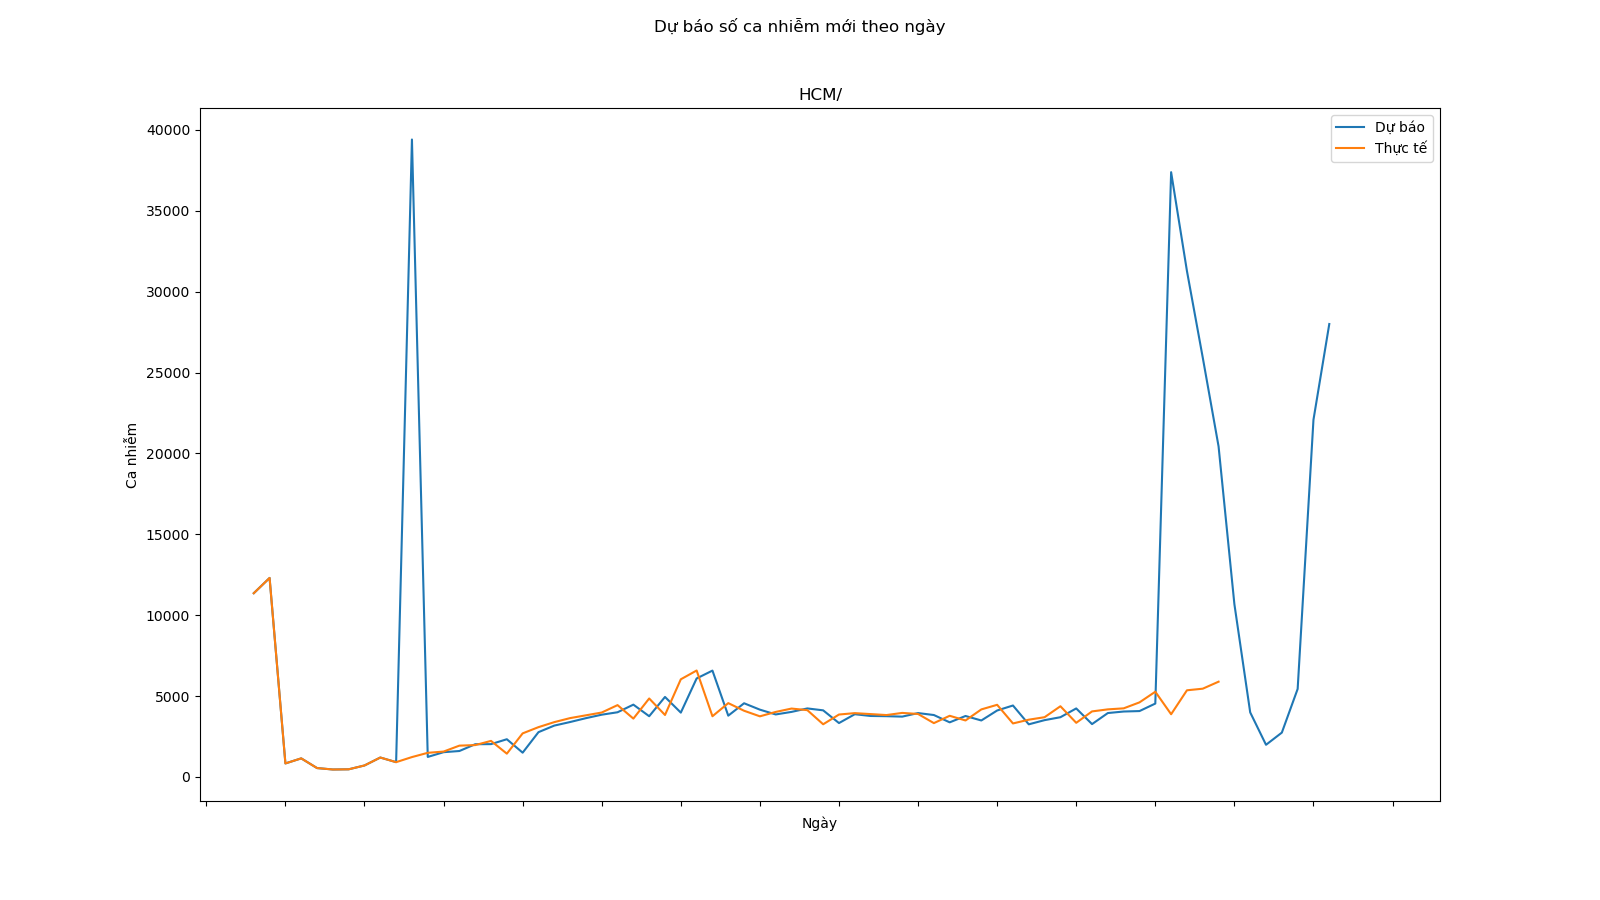 Dự báo số ca nhiễm mới theo ngày
HCM/
Dự báo
Thực tế
40000
35000
30000
25000
20000
15000
10000
5000
0
Ca nhiễm
Ngày